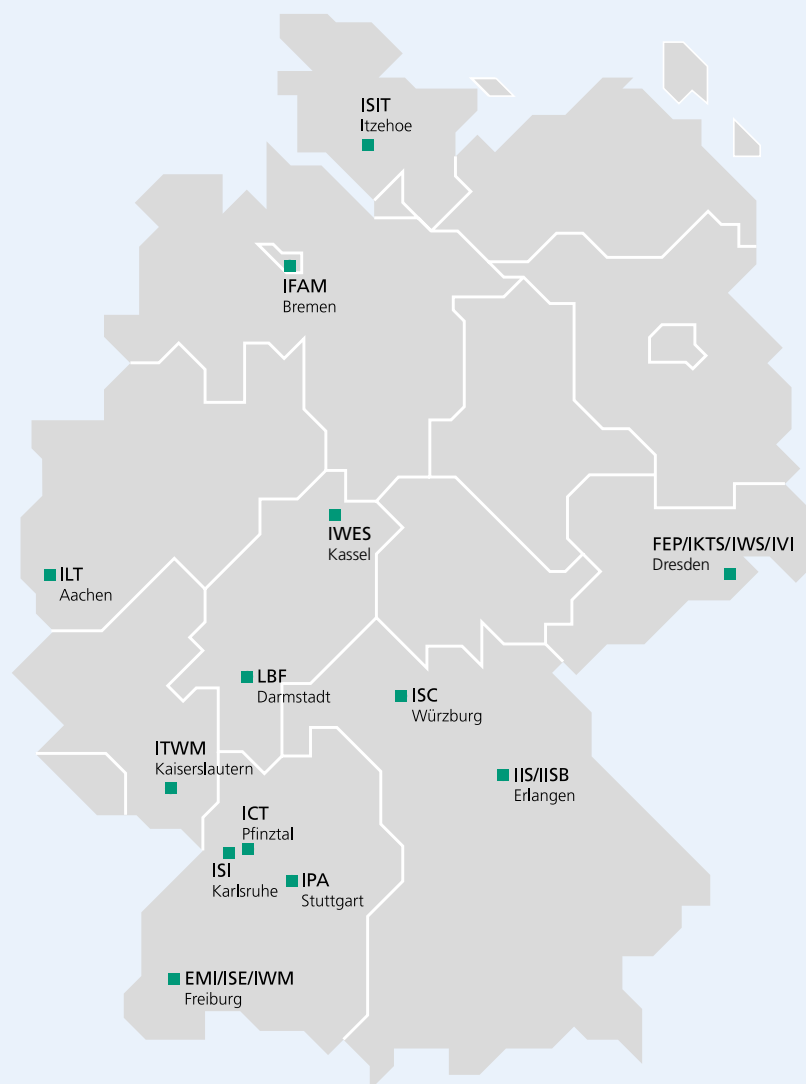 ISIT
Itzehoe
IFAM
Bremen
IWES
Kassel
FEP/IKTS/IWS/IVI
Dresden
ILT
Aachen
LBF
Darmstadt
ISC
Würzburg
ITWM
Kaiserslautern
IIS/IISB
Erlangen
ICT
Pfinztal
ISI
Karlsruhe
IPA
Stuttgart
EMI/ISE/IWM
Freiburg